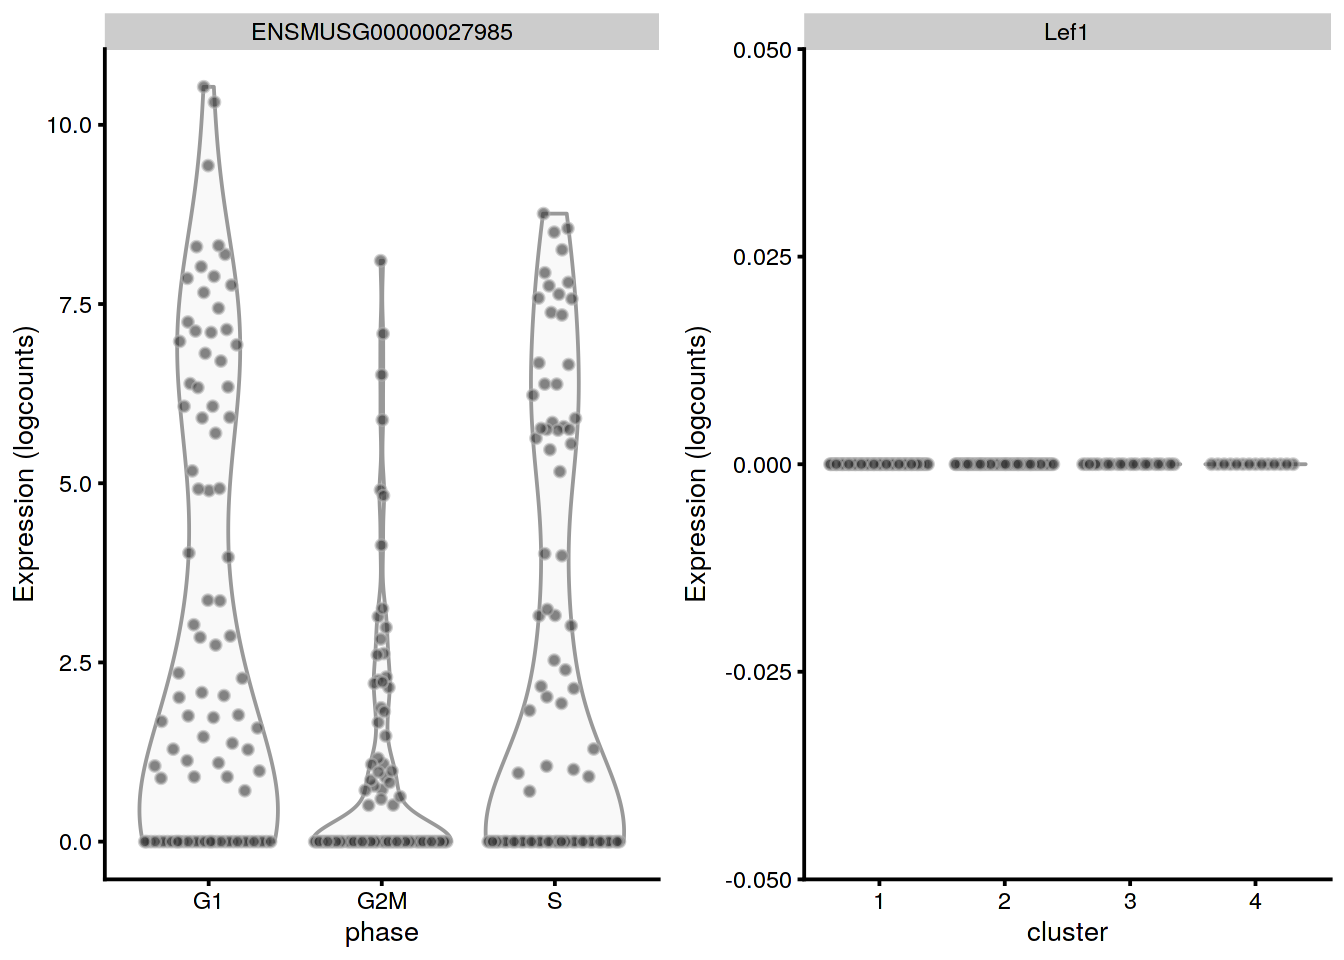 ENSMUSG00000027985
Expression (logcounts)
10.0
7.5
5.0
2.5
0.0
G1 G2M S
phase
Lef1
Expression (logcounts)
0.050
0.025
0.000
-0.025
-0.050
1 2 3 4
cluster